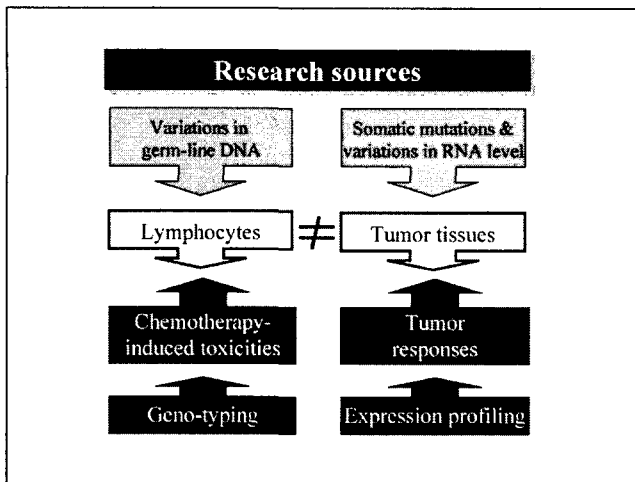 Research sources
Variations in
germ-line DNA
Somatic mutations &
variations in RNA level
Lymphocytes
≠
Tumor tissues
Chemotherapy-
induced toxicities
Tumor
responses
Geno-typing
Expression profiling